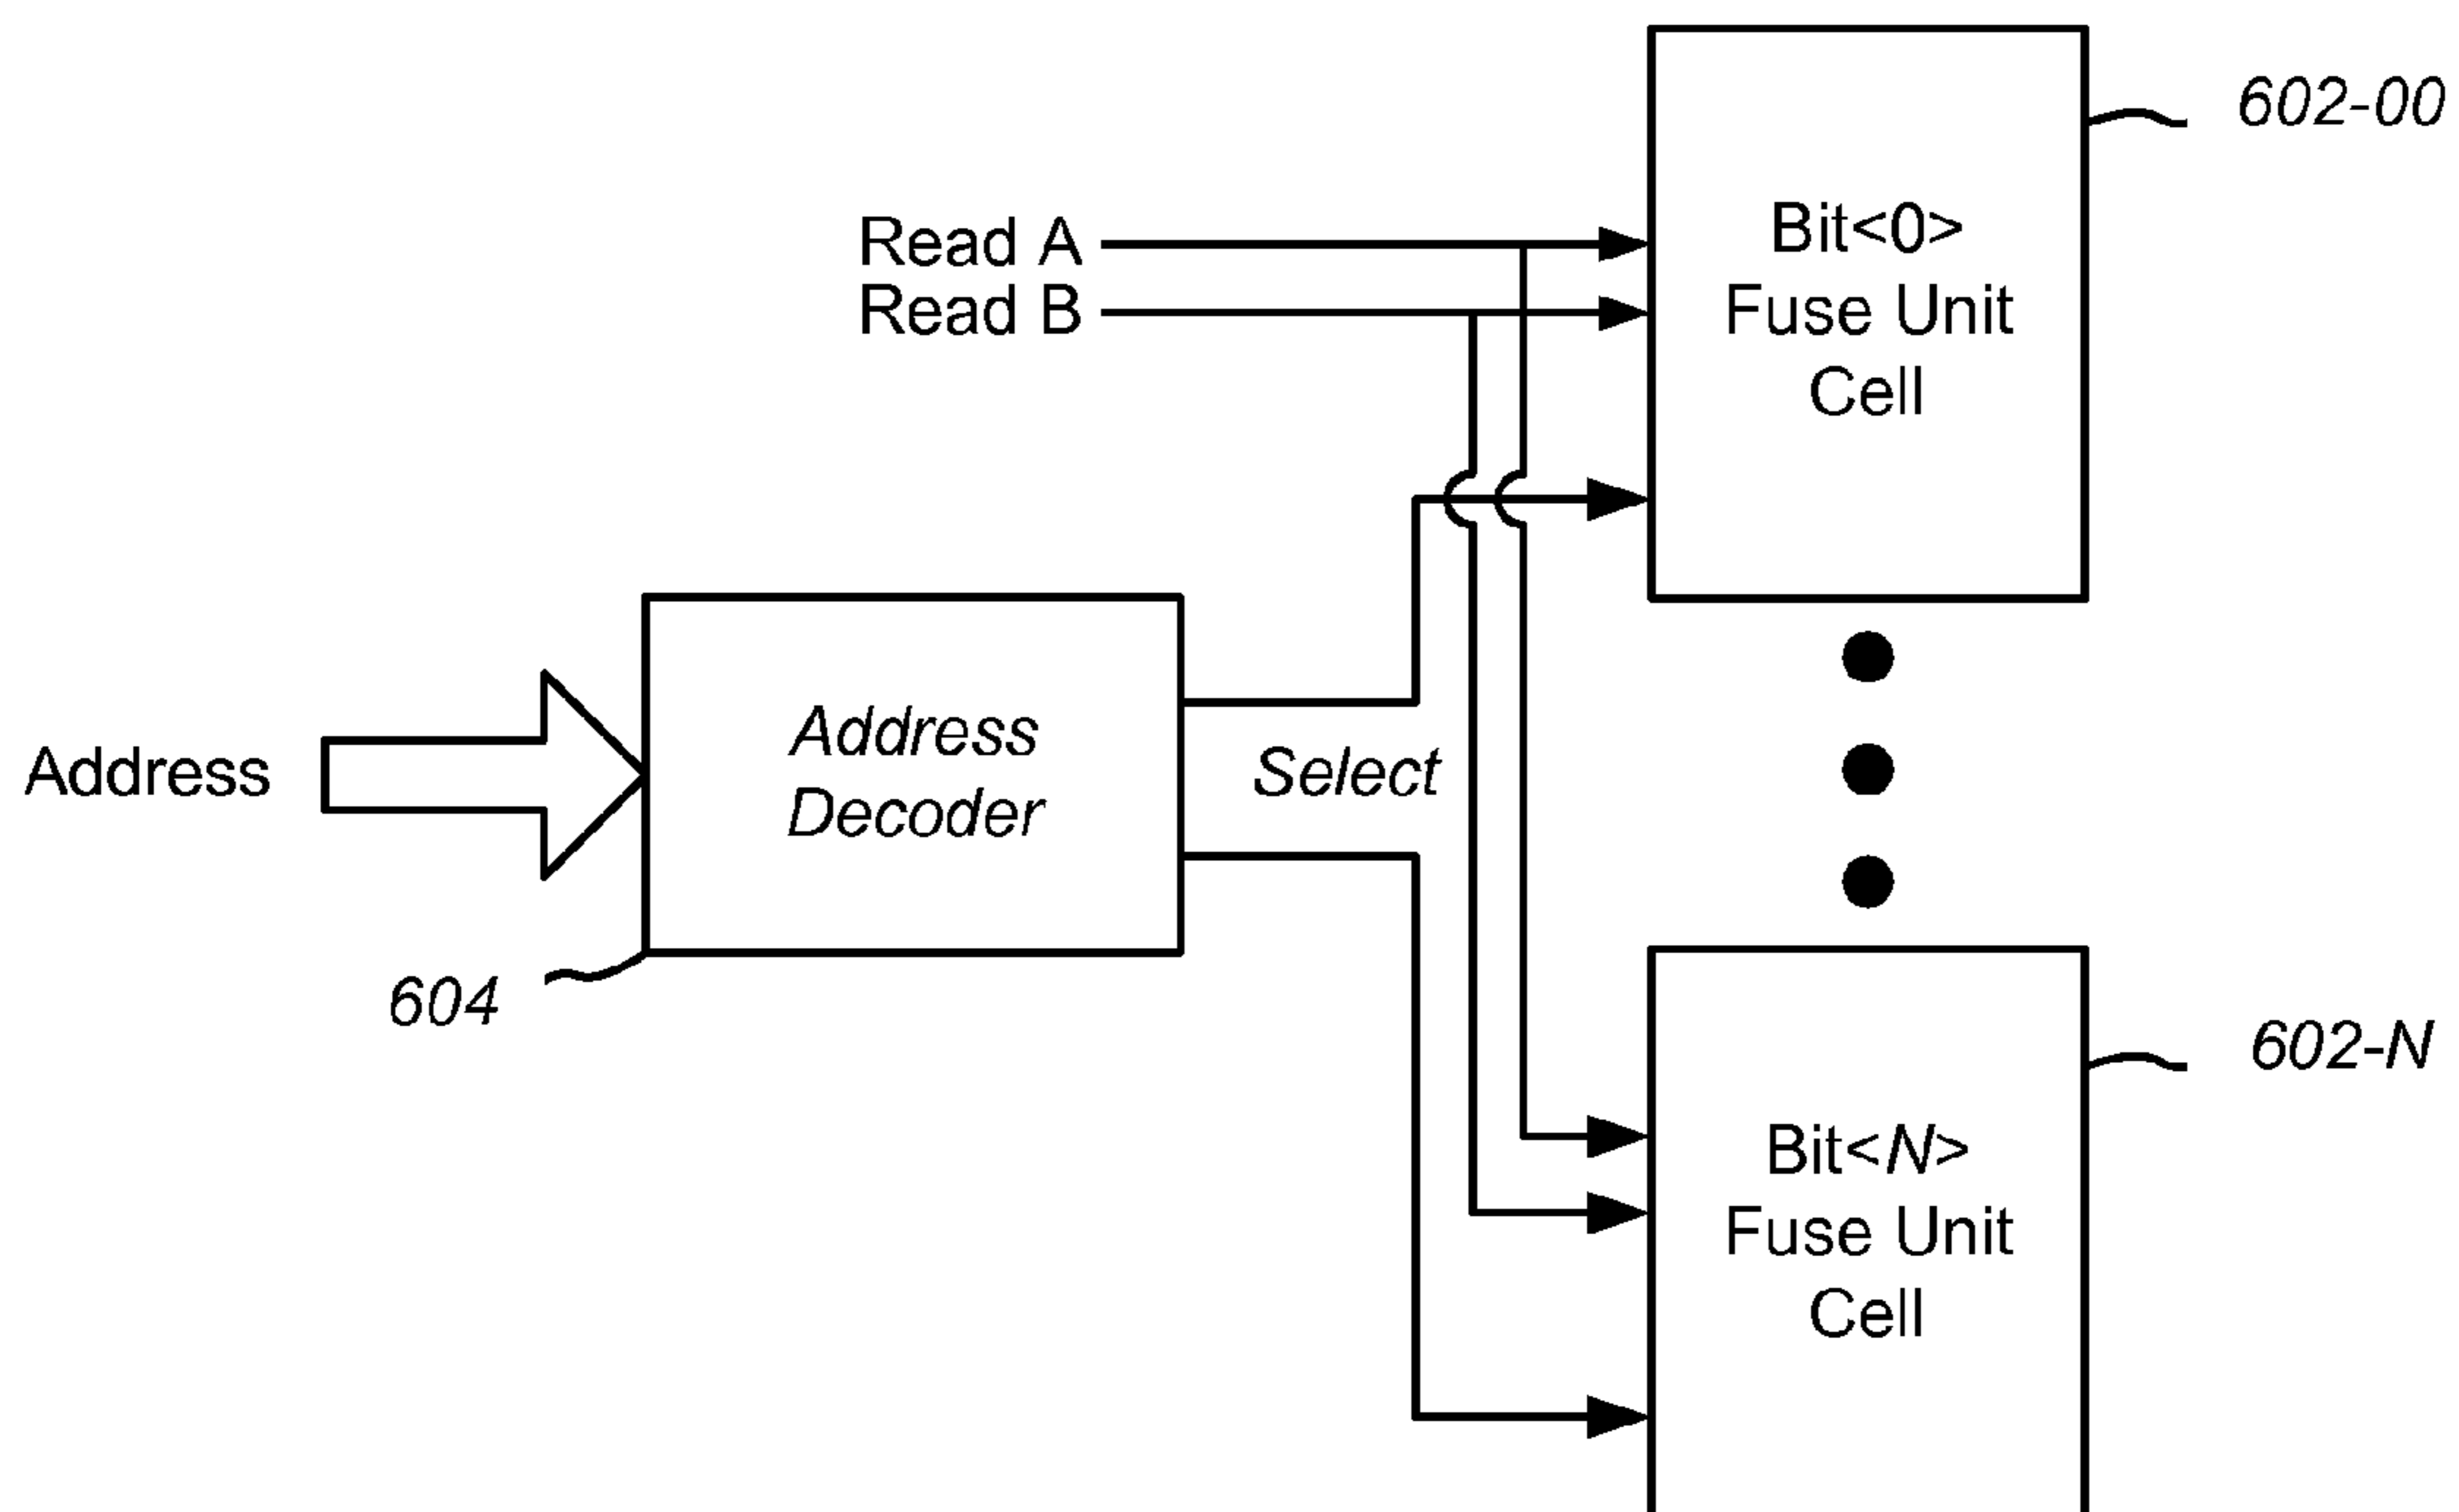 602-00
Read A
Read B
Bit<0>
Fuse Unit
Cell
Address
Address
Decoder
Select
604
602-N
Bit<N>
Fuse Unit
Cell